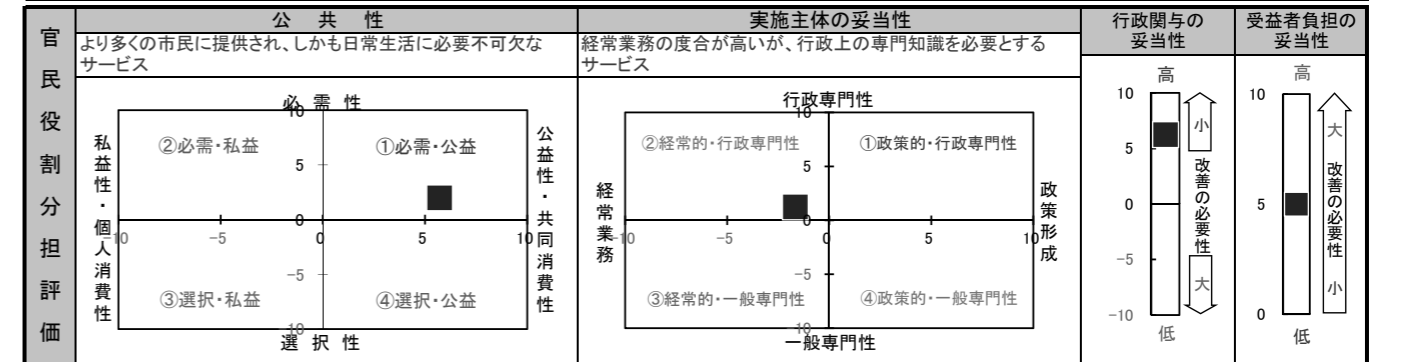 官民役割分担評価
公 共 性
より多くの市民に提供され、しかも日常生活に必要不可欠な
サービス
必 需 性
10
②必需・私益
①必需・公益
5
私益性・個人消費性
公益性・共同消費性
0
-10
-5
0
5
10
-5
③選択・私益
④選択・公益
-10
選 択 性
実施主体の妥当性
経常業務の度合が高いが、行政上の専門知識を必要とする
サービス
行政専門性
10
②経常的・行政専門性
①政策的・行政専門性
5
経常業務
政策形成
0
-10
-5
0
5
10
-5
③経常的・一般専門性
④政策的・一般専門性
-10
一般専門性
行政関与の
妥当性
高
10
5
0
-5
-10
小
改善の必要性
大
低
受益者負担の
妥当性
高
10
5
0
大
改善の必要性
小
低